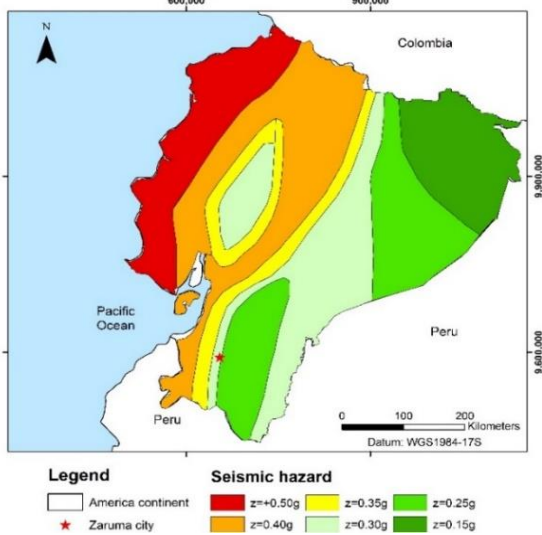 600,000 900,000
N
Colombia
9.900,000
Pacific
Ocean
Peru
9.600,000
Peru
0 100 200
Kilometers
Datum: WGS1984-17S
Legend
America continent
Zaruma city
Seismic hazard
z=+0.50g z=0.35g z=0.25g
z=0.40g z=0.30g z=0.15g